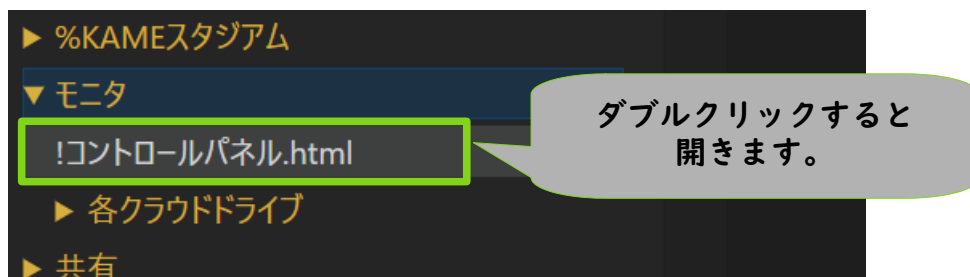 ▶ %KAMEスタジアム
▼ モニタ
!コントロールパネル.html
▶ 各クラウドドライブ
▶ 共有
ダブルクリックすると
開きます。